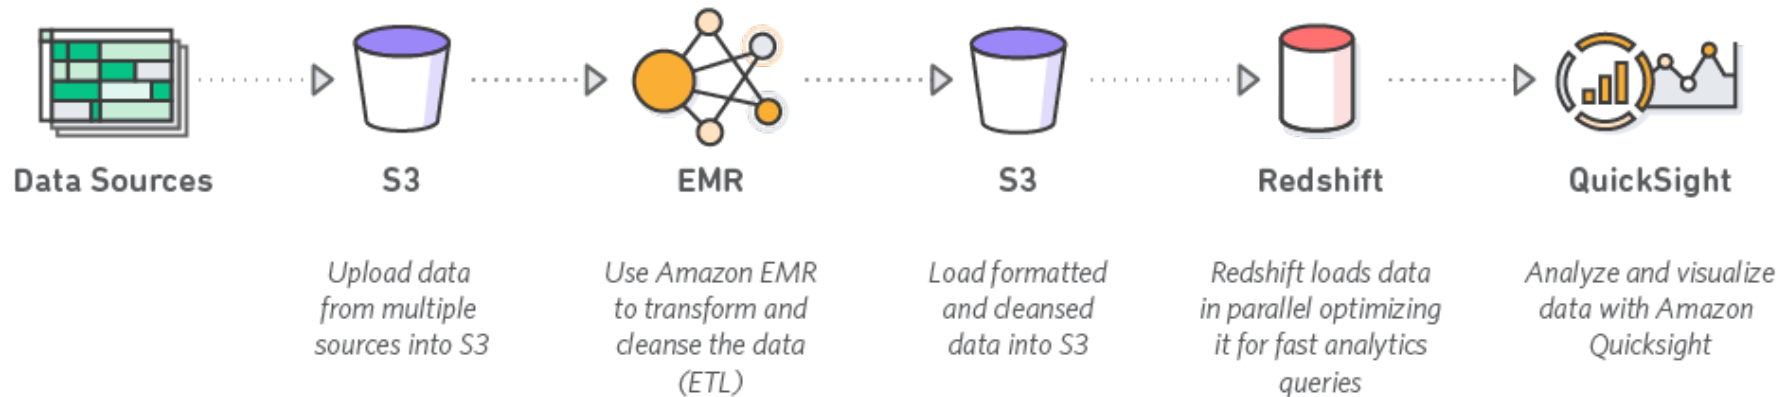 Data Sources
S3
EMR
S3
Redshift
QuickSight
Upload data
from multiple
sources into S3
Use Amazon EMR
to transform and
cleanse the data
(ETL)
Load formatted
and cleansed
data into S3
Redshift loads data
in parallel optimizing
it for fast analytics
queries
Analyze and visualize
data with Amazon
Quicksight